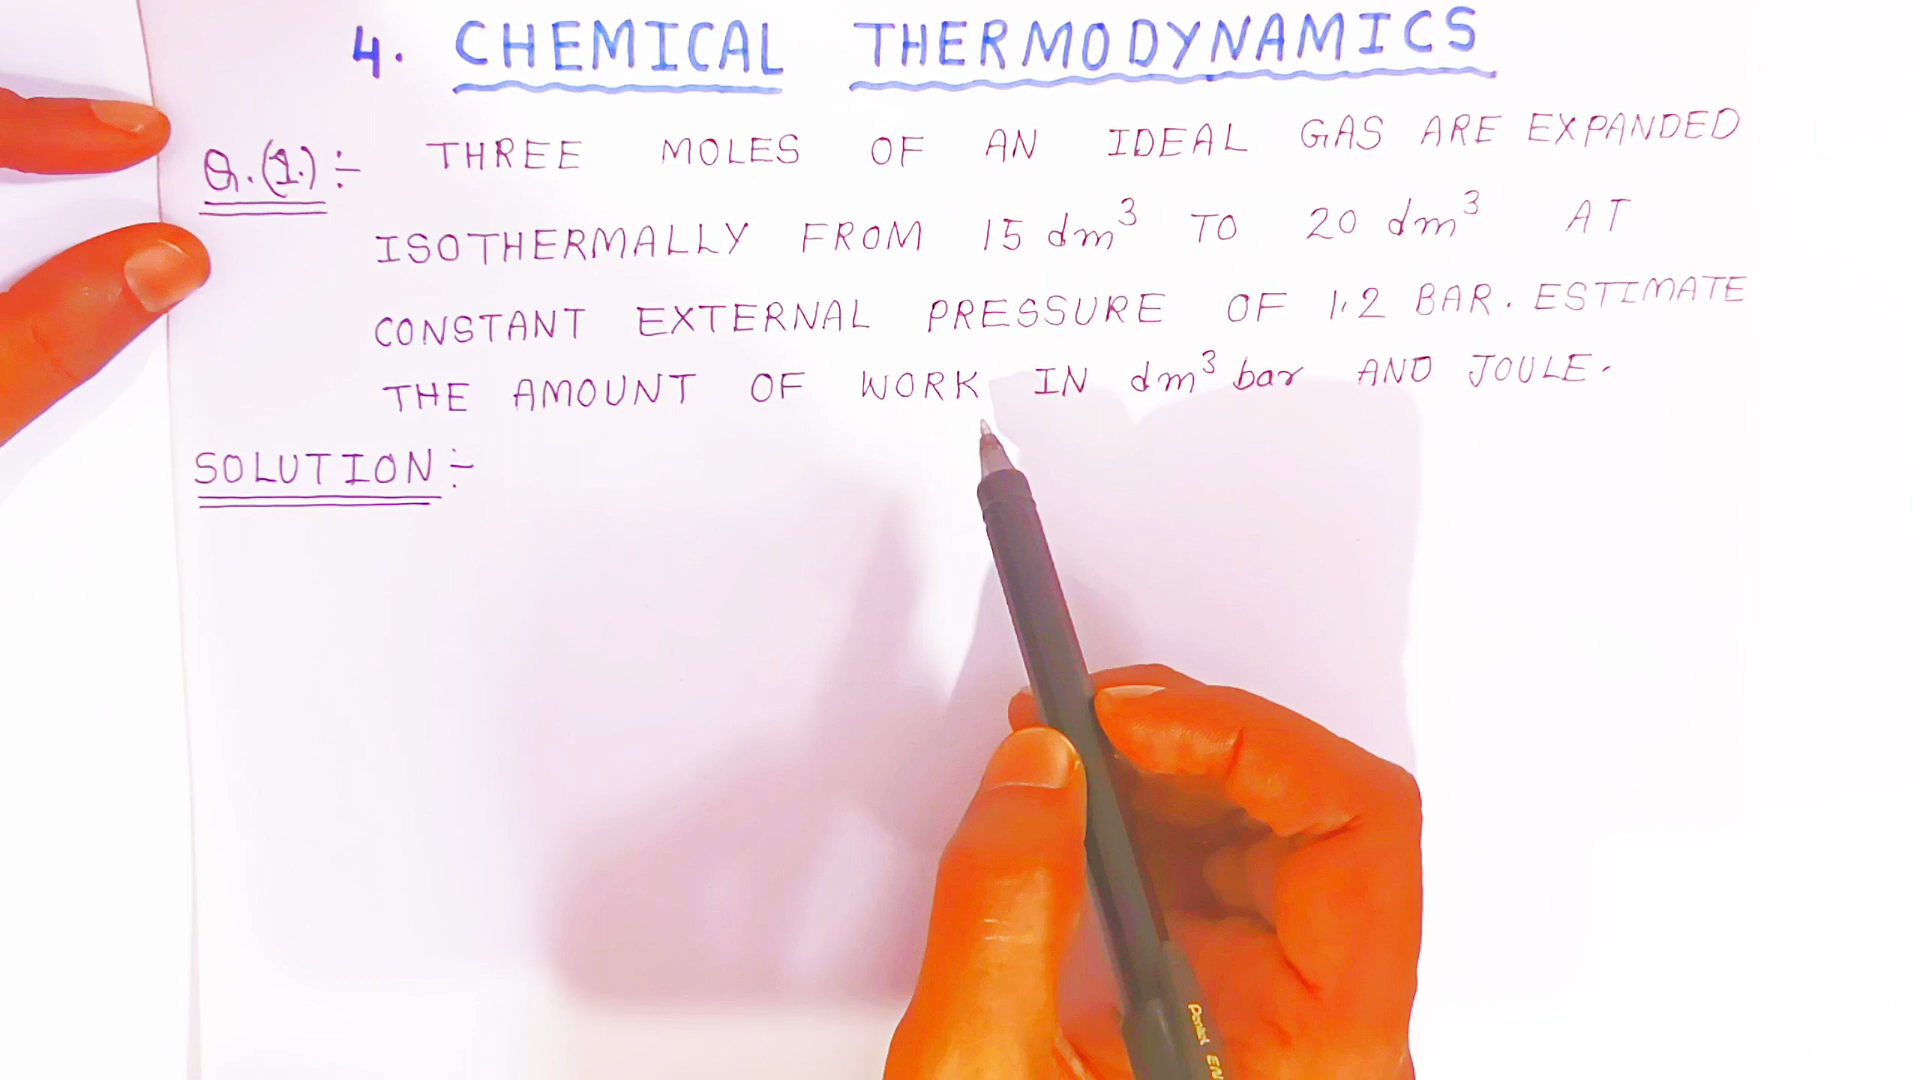 4. CHEMICAL THERMODYNAMICS
Q.(1.) :- THREE MOLES OF AN IDEAL GAS ARE EXPANDED
ISOTHERMALLY FROM 15 dm³ TO 20 dm³ AT
CONSTANT EXTERNAL PRESSURE OF 1.2 BAR. ESTIMATE
THE AMOUNT OF WORK IN dm³ bar AND JOULE.
SOLUTION :-
Pentel EN